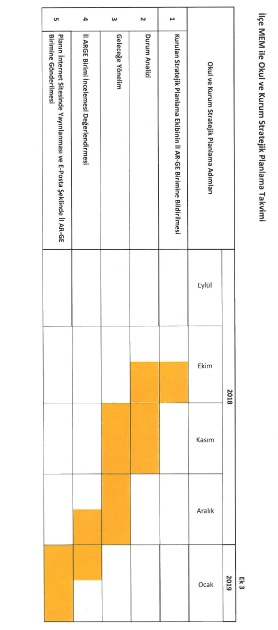 İlçe MEM ile Okul ve Kurum Stratejik Planlama Takvimi
Ek 3
Okul ve Kurum Stratejik Planlama Adımları
2018
2019
Eylül
Ekim
Kasım
Aralık
Ocak
1 Kurulan Stratejik Planlama Ekibinin İl AR-GE Birimine Bildirilmesi
2 Durum Analizi
3 Geleceğe Yönelim
4 İl ARGE Birimi İncelemesi Değerlendirmesi
5 Planın İnternet Sitesinde Yayınlanması ve E-Posta Şeklinde İl AR-GE
Birimine Gönderilmesi